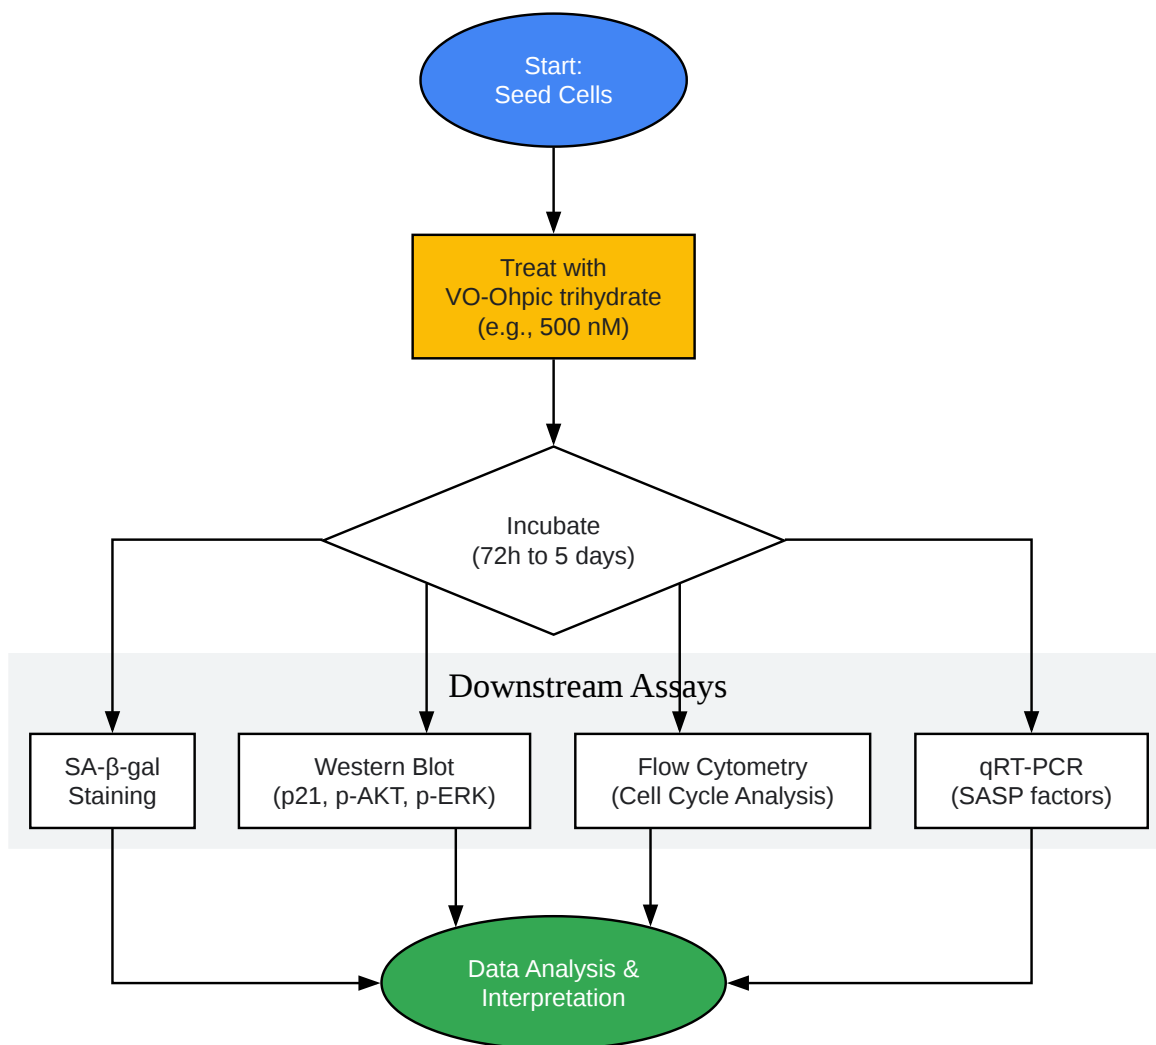 Start:
Seed Cells
Treat with
VO-Ohpic trihydrate
(e.g., 500 nM)
Incubate
(72h to 5 days)
Downstream Assays
SA-β-gal
Staining
Western Blot
(p21, p-AKT, p-ERK)
Flow Cytometry
(Cell Cycle Analysis)
qRT-PCR
(SASP factors)
Data Analysis &
Interpretation